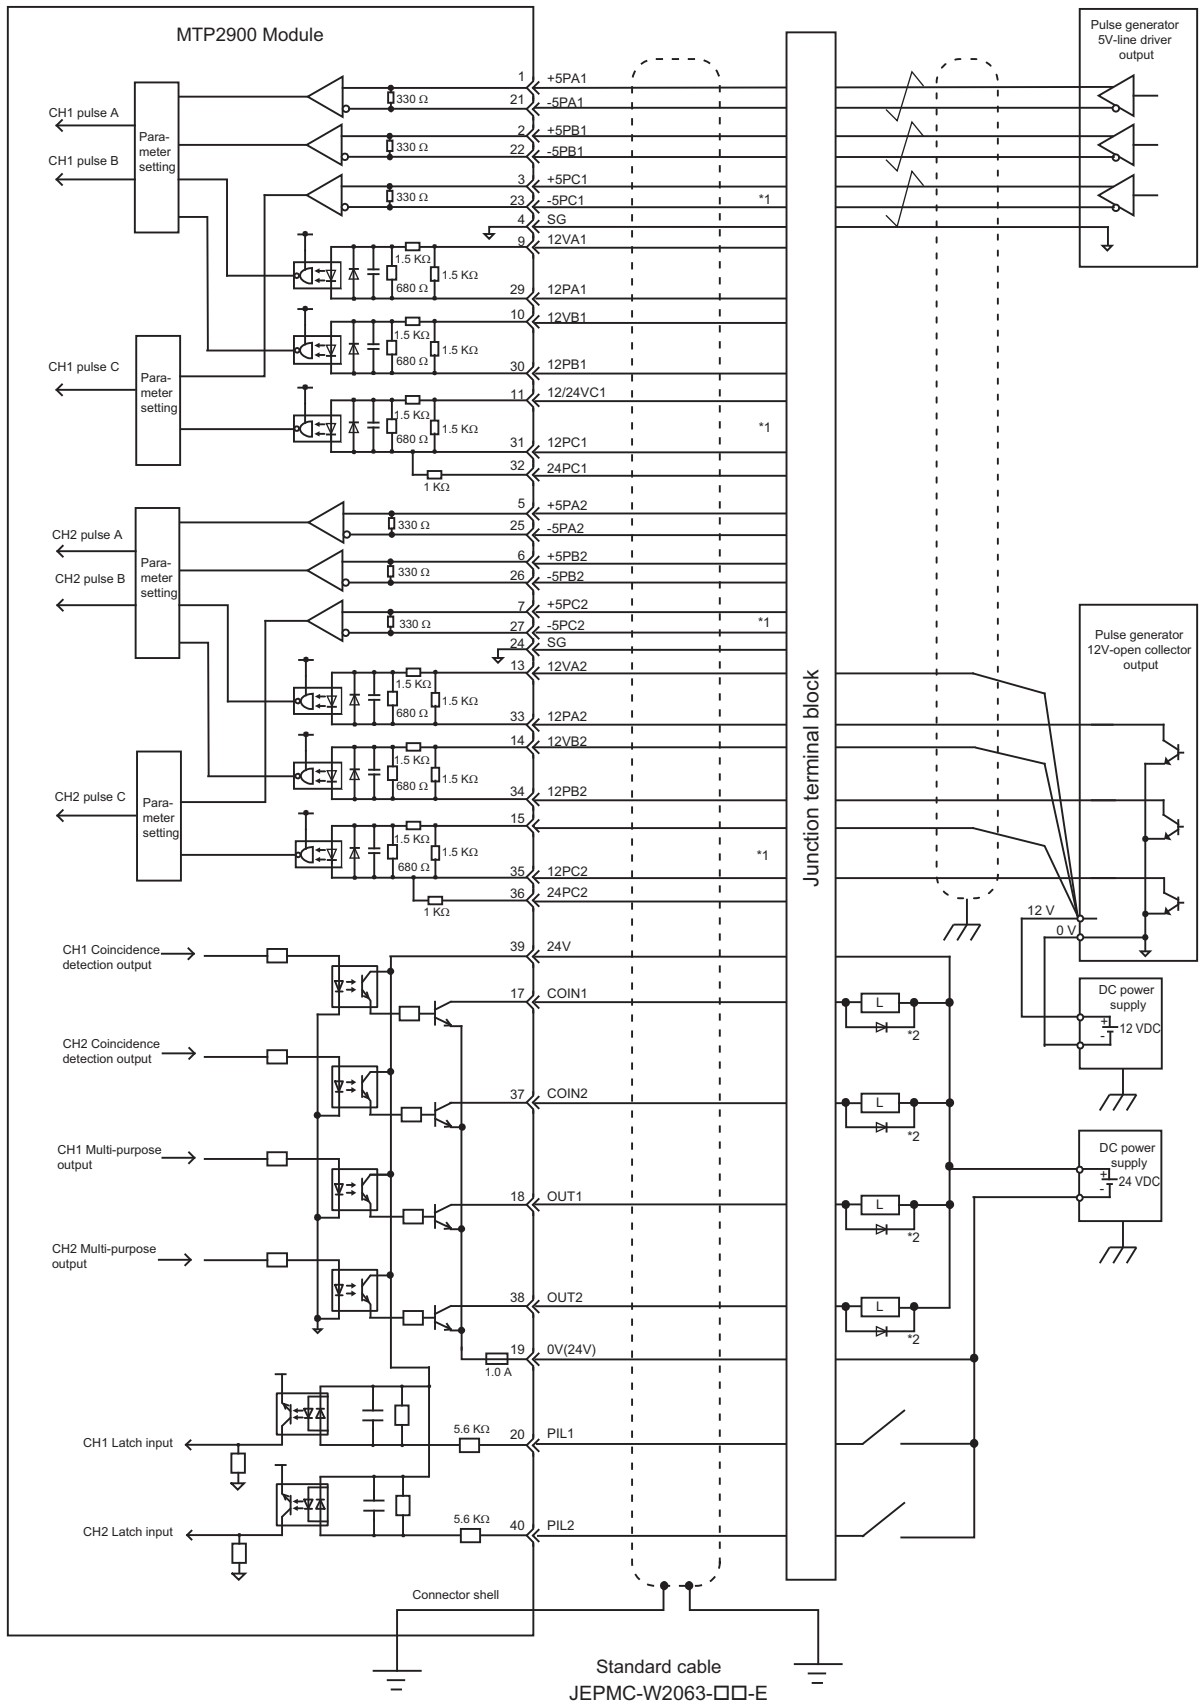 MTP2900 Module
Pulse generator
5V-line driver
output
1 +5PA1
330 Ω
21 -5PA1
CH1 pulse A
2 +5PB1
Para-
meter
setting
330 Ω
22 -5PB1
CH1 pulse B
3 +5PC1
330 Ω
23 -5PC1
*1
4 SG
9 12VA1
1.5 KΩ
1.5 KΩ
680 Ω
29 12PA1
10 12VB1
1.5 KΩ
1.5 KΩ
680 Ω
30 12PB1
CH1 pulse C
Para-
meter
setting
11 12/24VC1
1.5 KΩ
1.5 KΩ
680 Ω
*1
31 12PC1
32 24PC1
1 KΩ
5 +5PA2
330 Ω
25 -5PA2
CH2 pulse A
6 +5PB2
Para-
meter
setting
330 Ω
26 -5PB2
CH2 pulse B
7 +5PC2
330 Ω
27 -5PC2
*1
24 SG
Pulse generator
12V-open collector
output
13 12VA2
1.5 KΩ
1.5 KΩ
680 Ω
33 12PA2
14 12VB2
1.5 KΩ
1.5 KΩ
680 Ω
34 12PB2
CH2 pulse C
Para-
meter
setting
15
1.5 KΩ
1.5 KΩ
680 Ω
*1
35 12PC2
36 24PC2
1 KΩ
Junction terminal block
12 V
0 V
CH1 Coincidence
detection output
39 24V
17 COIN1
L
*2
DC power
supply
+
-
12 VDC
CH2 Coincidence
detection output
37 COIN2
L
*2
CH1 Multi-purpose
output
DC power
supply
+
-
24 VDC
18 OUT1
L
*2
CH2 Multi-purpose
output
38 OUT2
L
*2
19 0V(24V)
1.0 A
CH1 Latch input
5.6 KΩ
20 PIL1
CH2 Latch input
5.6 KΩ
40 PIL2
Connector shell
Standard cable
JEPMC-W2063-□□-E